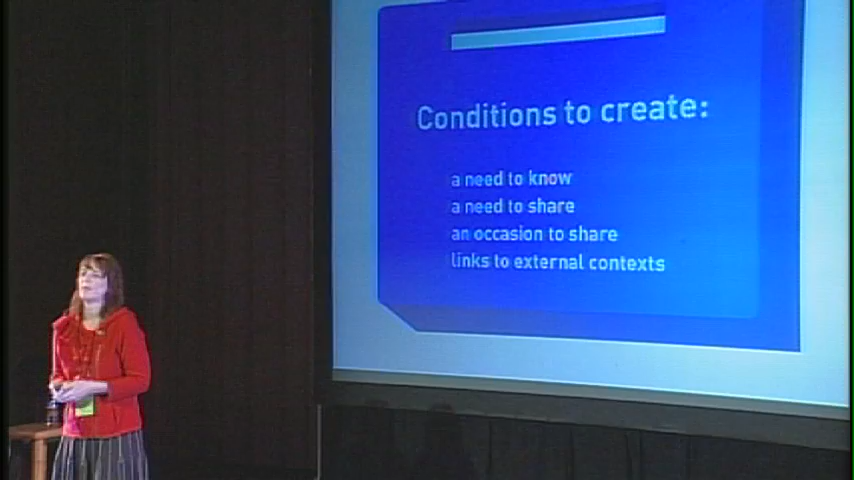 Conditions to create:
a need to know
a need to share
an occasion to share
links to external contexts